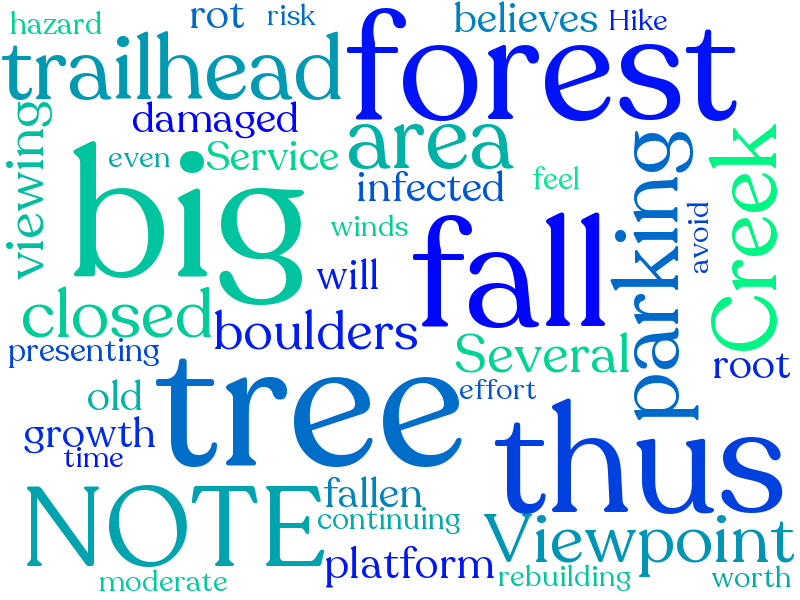 hazard
rot
risk
believes
Hike
trailhead
forest
viewing
damaged
area
even
Service
infected
feel
parking
Creek
big
winds
avoid
will
fall
closed
boulders
presenting
Several
root
tree
effort
old
growth
time
thus
NOTE
fallen
continuing
Viewpoint
platform
moderate
rebuilding
worth